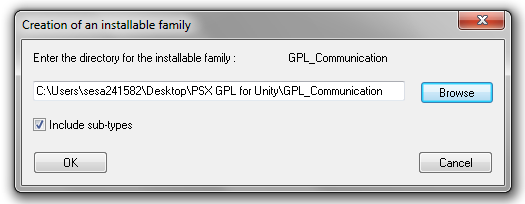 Creation of an installable family
Enter the directory for the installable family : GPL_Communication
C:\Users\sesa241582\Desktop\PSX GPL for Unity\GPL_Communication
Browse
Include sub-types
OK
Cancel